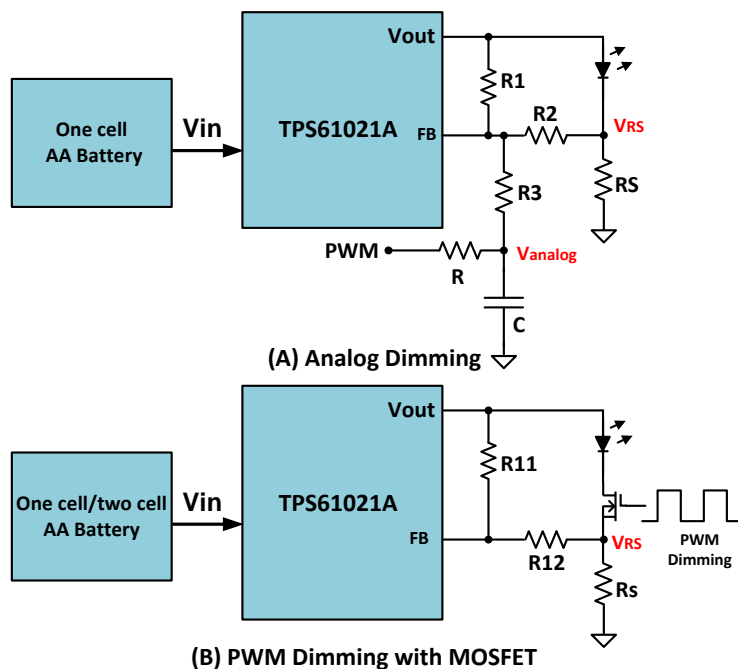 Vout
R1
One cell
AA Battery
Vin
TPS61021A
FB
R2
VRS
R3
RS
PWM
R
Vanalog
C
(A) Analog Dimming
Vout
R11
One cell/two cell
AA Battery
Vin
TPS61021A
FB
R12
VRS
PWM
Dimming
Rs
(B) PWM Dimming with MOSFET